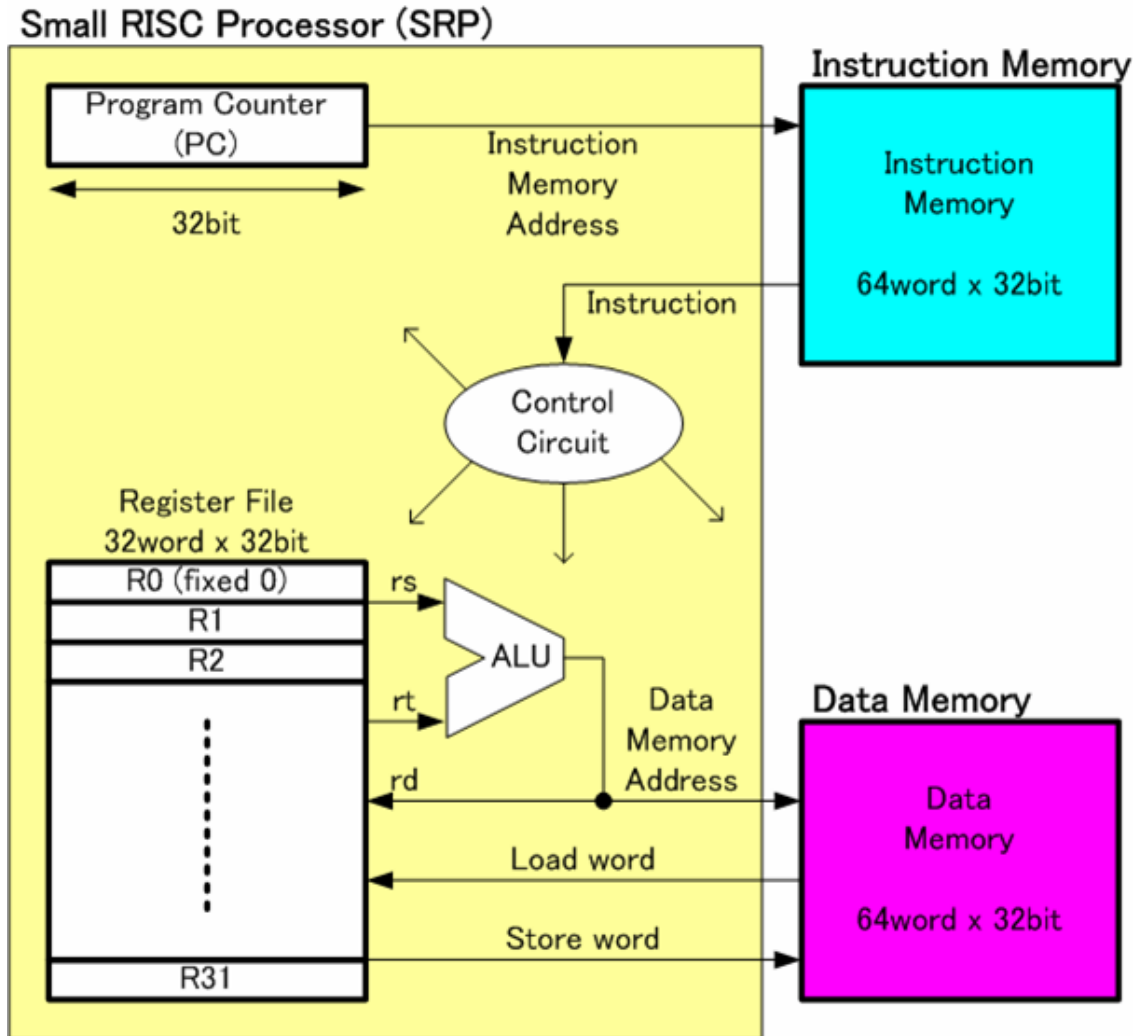 Small RISC Processor (SRP)
Program Counter
(PC)
32bit
Instruction
Memory
Address
Instruction Memory
Instruction
Memory
64word x 32bit
Instruction
Control
Circuit
Register File
32word x 32bit
R0 (fixed 0)
R1
R2
R31
rs
rt
rd
ALU
Data
Memory
Address
Load word
Store word
Data Memory
Data
Memory
64word x 32bit